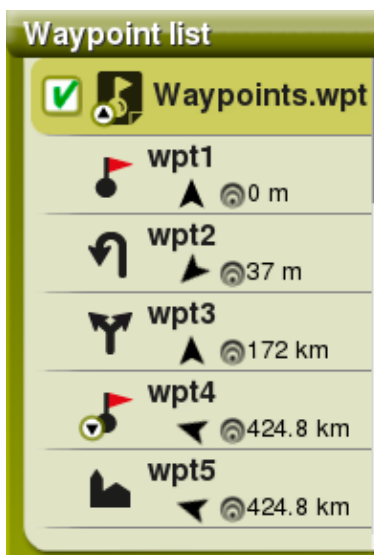 Waypoint list
Waypoints.wpt
wpt1
0 m
wpt2
37 m
wpt3
172 km
wpt4
424.8 km
wpt5
424.8 km